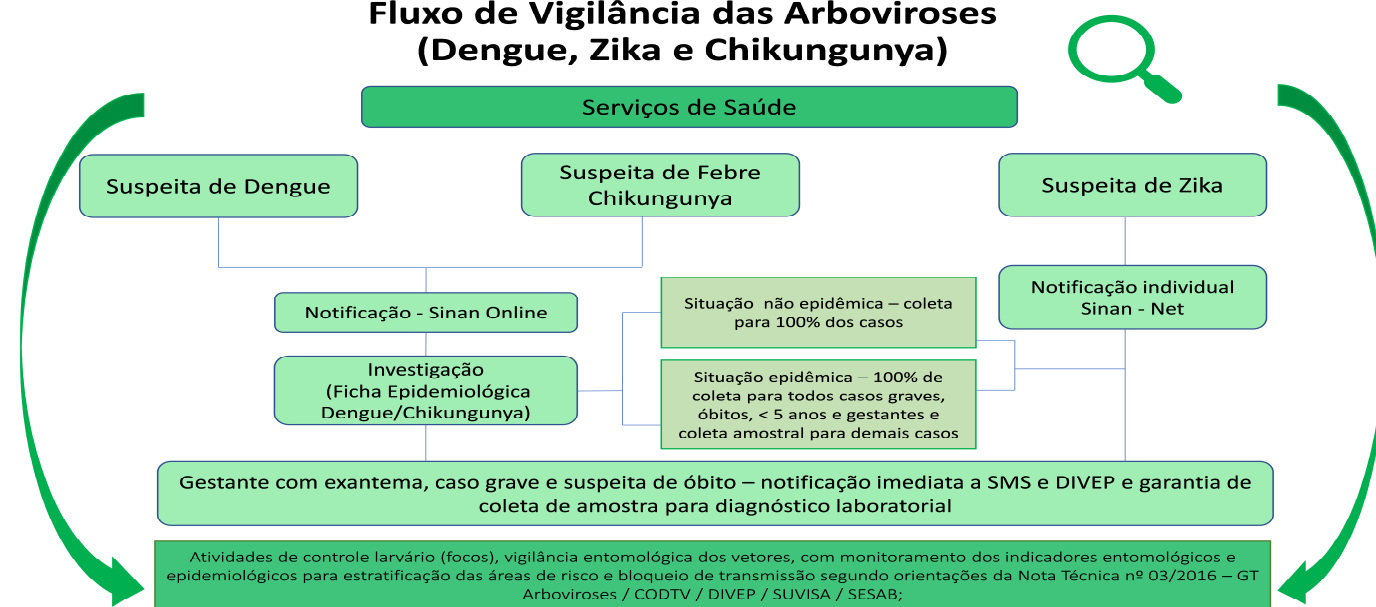 Fluxo de Vigilância das Arboviroses
(Dengue, Zika e Chikungunya)
Serviços de Saúde
Suspeita de Dengue
Suspeita de Febre
Chikungunya
Suspeita de Zika
Notificação - Sinan Online
Situação não epidêmica – coleta
para 100% dos casos
Notificação individual
Sinan - Net
Investigação
(Ficha Epidemiológica
Dengue/Chikungunya)
Situação epidêmica – 100% de
coleta para todos casos graves,
óbitos, < 5 anos e gestantes e
coleta amostral para demais casos
Gestante com exantema, caso grave e suspeita de óbito – notificação imediata a SMS e DIVEP e garantia de
coleta de amostra para diagnóstico laboratorial
Atividades de controle larvário (focos), vigilância entomológica dos vetores, com monitoramento dos indicadores entomológicos e
epidemiológicos para estratificação das áreas de risco e bloqueio de transmissão segundo orientações da Nota Técnica nº 03/2016 – GT
Arboviroses / CODTV / DIVEP / SUVISA / SESAB;